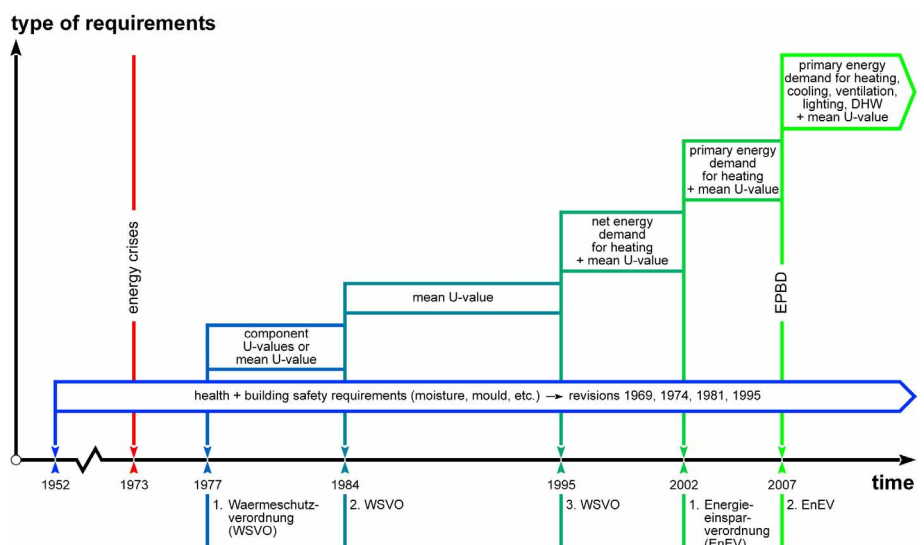 type of requirements
primary energy
demand for heating,
cooling, ventilation,
lighting, DHW
+ mean U-value
primary energy
demand
for heating
+ mean U-value
net energy
demand
for heating
+ mean U-value
energy crises
EPBD
mean U-value
component
U-values or
mean U-value
health + building safety requirements (moisture, mould, etc.) → revisions 1969, 1974, 1981, 1995
1952
1973
1977
1984
1995
2002
2007
time
1. Waermeschutz-
verordnung
(WSVO)
2. WSVO
3. WSVO
1. Energie-
einspar-
verordnung
(EnEV)
2. EnEV